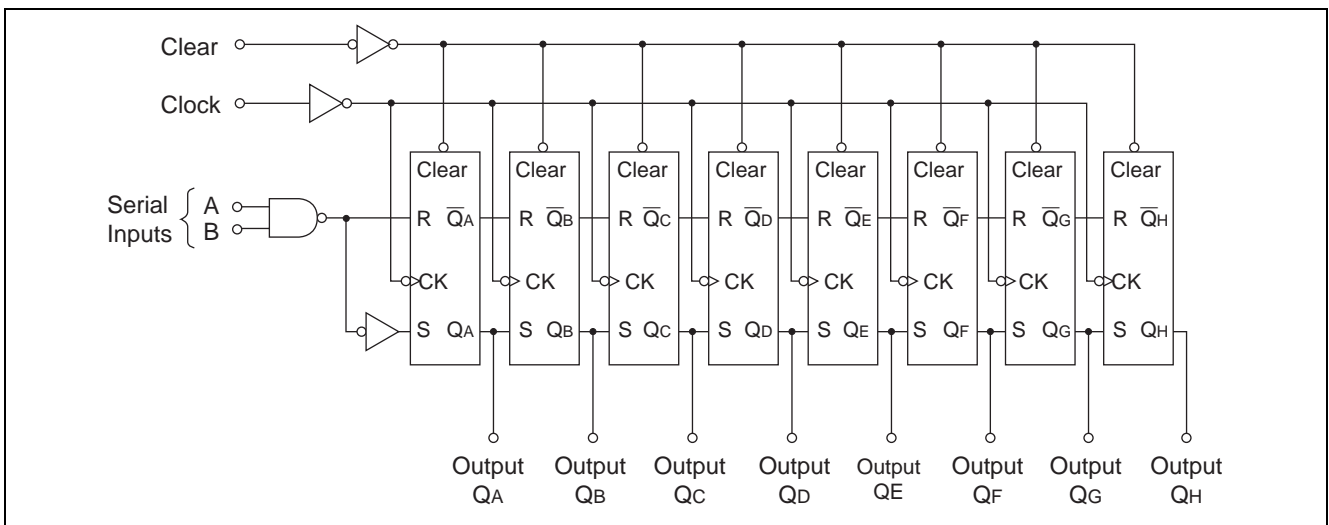 Clear
Clock
Clear Clear Clear Clear Clear Clear Clear Clear
Serial Inputs { A B
R Q̅A R Q̅B R Q̅C R Q̅D R Q̅E R Q̅F R Q̅G R Q̅H
CK CK CK CK CK CK CK CK
S QA S QB S QC S QD S QE S QF S QG S QH
Output Output Output Output Output Output Output Output
QA QB QC QD QE QF QG QH